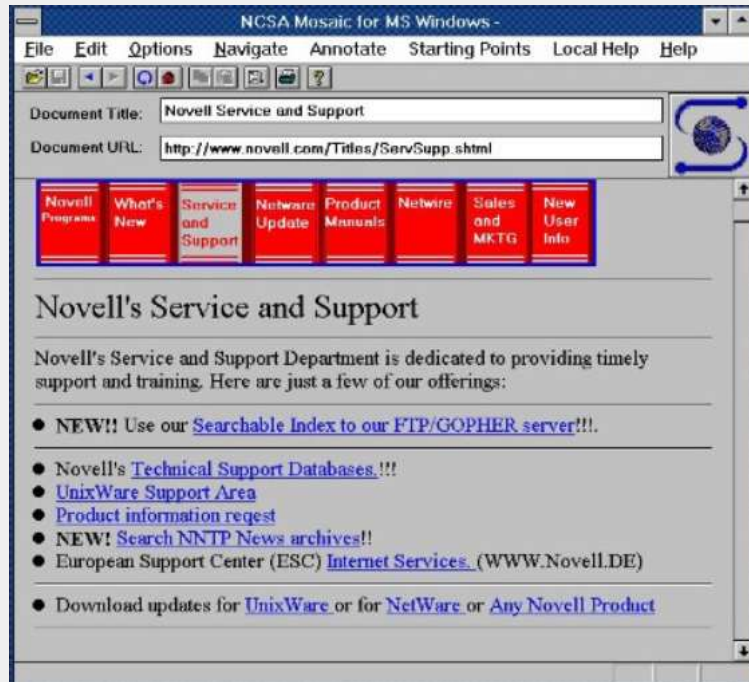 NCSA Mosaic for MS Windows -
File Edit Options Navigate Annotate Starting Points Local Help Help
Document Title: Novell Service and Support
Document URL: http://www.novell.com/Titles/ServSupp.shtml
Novell What's Service Netware Product Netwire Sales New
Programs New and Update Manuals and User
Support MKTG Info
Novell's Service and Support
Novell's Service and Support Department is dedicated to providing timely
support and training. Here are just a few of our offerings:
NEW!! Use our Searchable Index to our FTP/GOPHER server!!!.
Novell's Technical Support Databases.!!!
UnixWare Support Area
Product information reqest
NEW! Search NNTP News archives!!
European Support Center (ESC) Internet Services. (WWW.Novell.DE)
Download updates for UnixWare or for NetWare or Any Novell Product